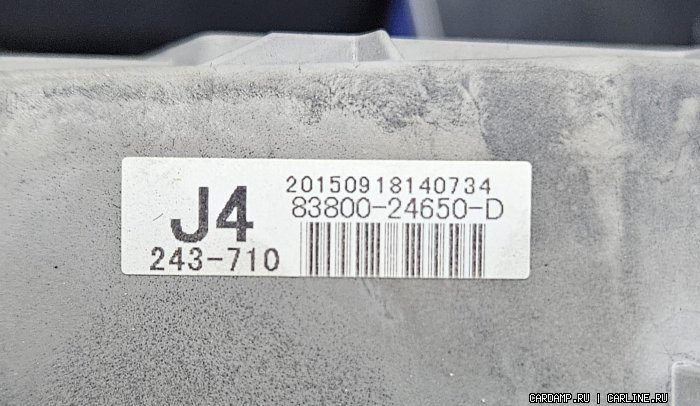 J4
20150918140734
83800-24650-D
243-710
CARDAMP.RU | CARLINE.RU